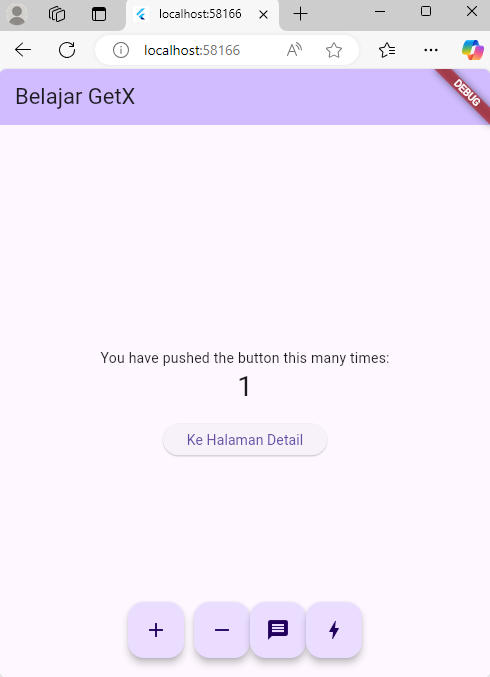 localhost:58166
localhost:58166
Belajar GetX
DEBUG
You have pushed the button this many times:
1
Ke Halaman Detail